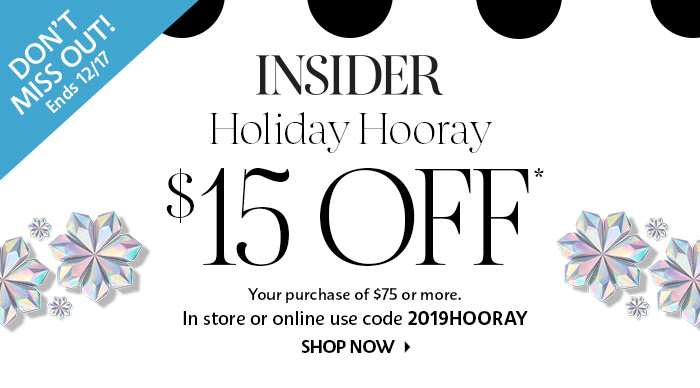 DON'T
MISS OUT!
Ends 12/17
INSIDER
Holiday Hooray
$15 OFF*
Your purchase of $75 or more.
In store or online use code 2019HOORAY
SHOP NOW